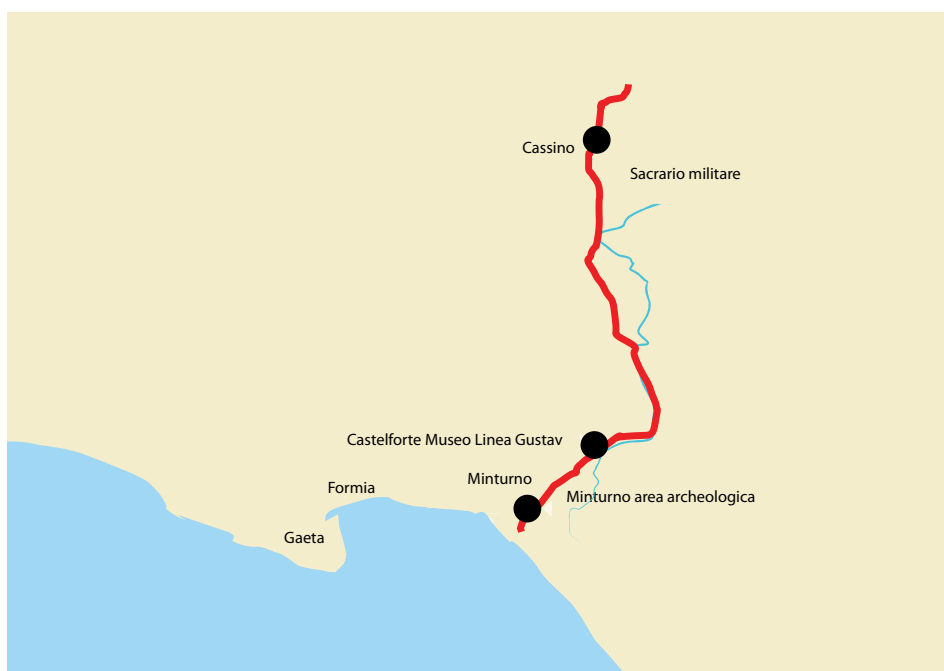 Cassino
Sacrario militare
Castelforte Museo Linea Gustav
Minturno
Formia
Minturno area archeologica
Gaeta